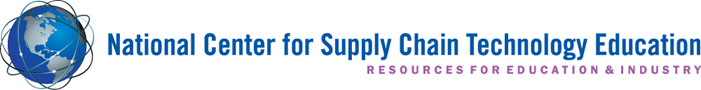 National Center for Supply Chain Technology Education
RESOURCES FOR EDUCATION & INDUSTRY